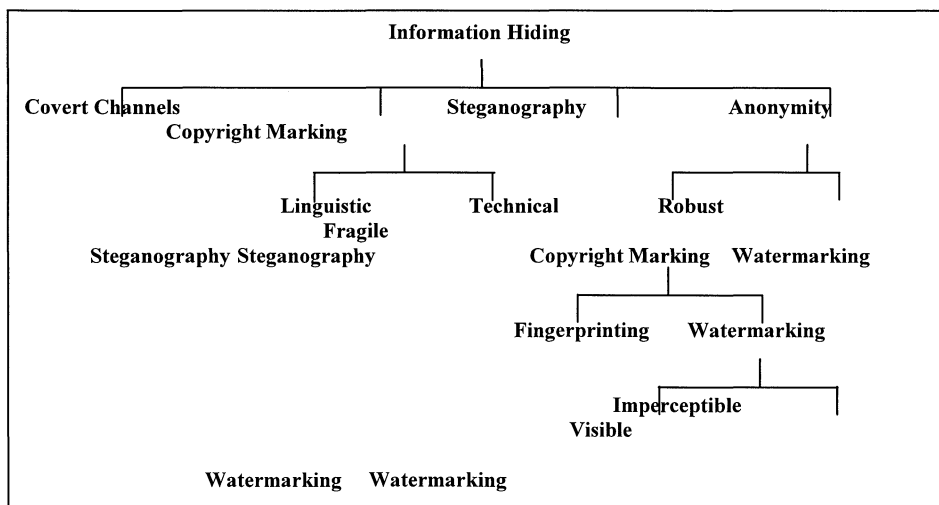 Information Hiding
Covert Channels Steganography Anonymity
Copyright Marking
Linguistic Technical Robust
Fragile
Steganography Steganography Copyright Marking Watermarking
Fingerprinting Watermarking
Imperceptible
Visible
Watermarking Watermarking